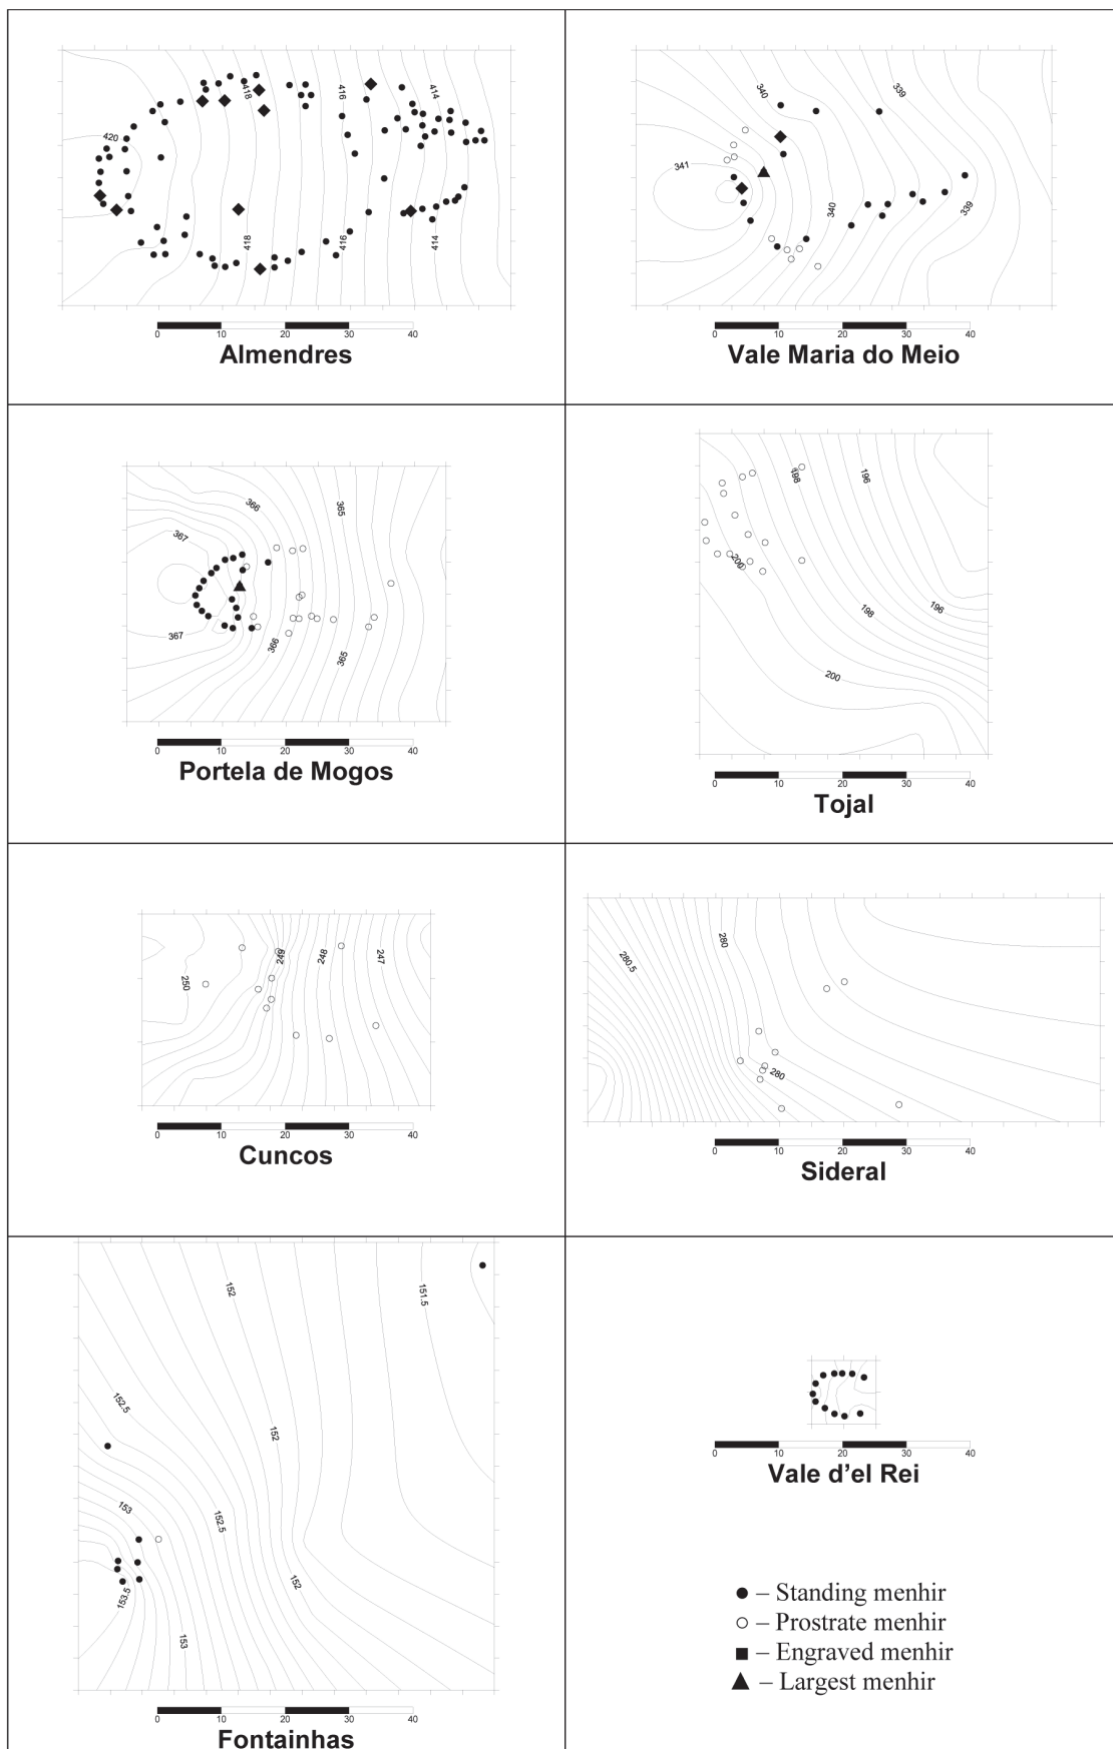 420
418
416
414
418
416
414
0 10 20 30 40
Almendres
340
339
341
340
339
0 10 20 30 40
Vale Maria do Meio
366
365
367
367
366
365
0 10 20 30 40
Portela de Mogos
198
196
200
198
196
200
0 10 20 30 40
Tojal
250
249
248
247
0 10 20 30 40
Cuncos
280.5
280
280
0 10 20 30 40
Sideral
152
151.5
152.5
152
153
152.5
153.5
152
153
0 10 20 30 40
Fontainhas
0 10 20 30 40
Vale d'el Rei
– Standing menhir
– Prostrate menhir
– Engraved menhir
– Largest menhir